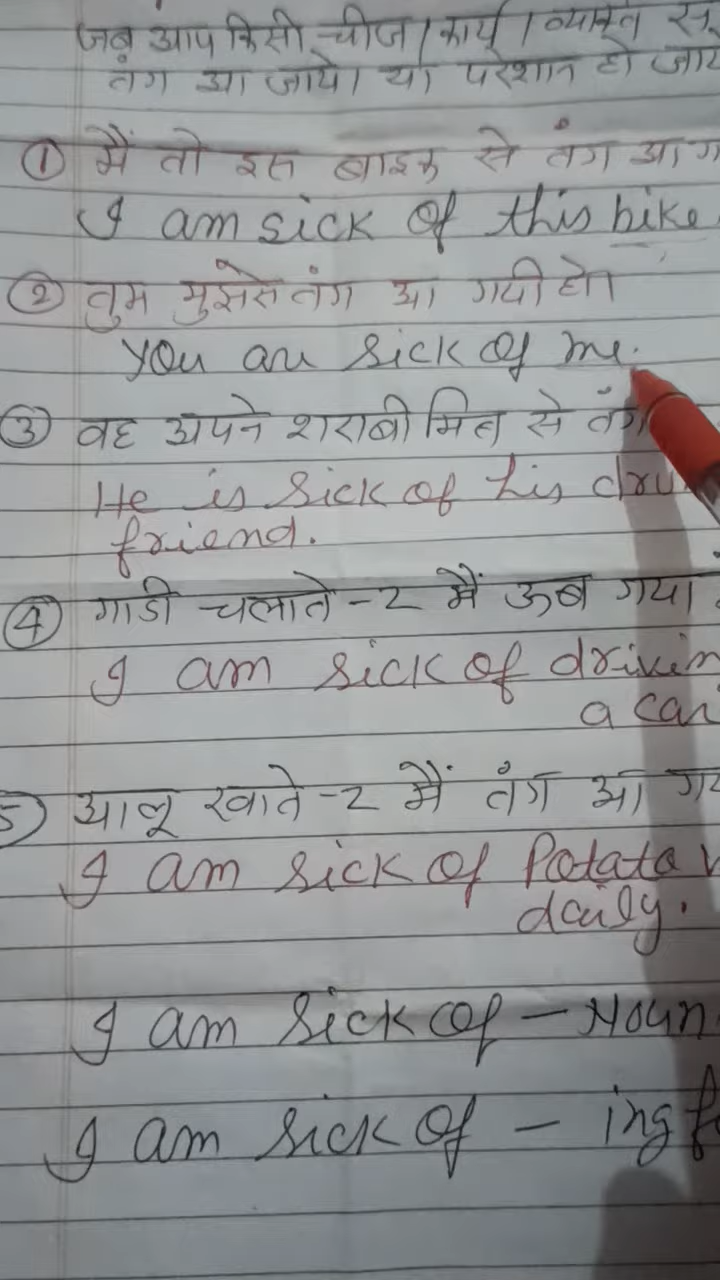 जब आप किसी चीज / कार्य / व्यक्ति से
तंग आ जाये। या परेशान हो
① मैं तो इस बाइक से तंग
I am sick of this bike
② तुम मुझसे तंग आ गयी हो।
You are sick of me.
③ वह अपने शराबी मित्र से तंग
He is sick of his
friend.
④ गाडी चलाते-2 मैं ऊब गया
I am sick of
a car
5 आलू खाते-2 मैं तंग आ
I am sick of Potato
daily.
I am sick of - Noun
I am sick of - ing